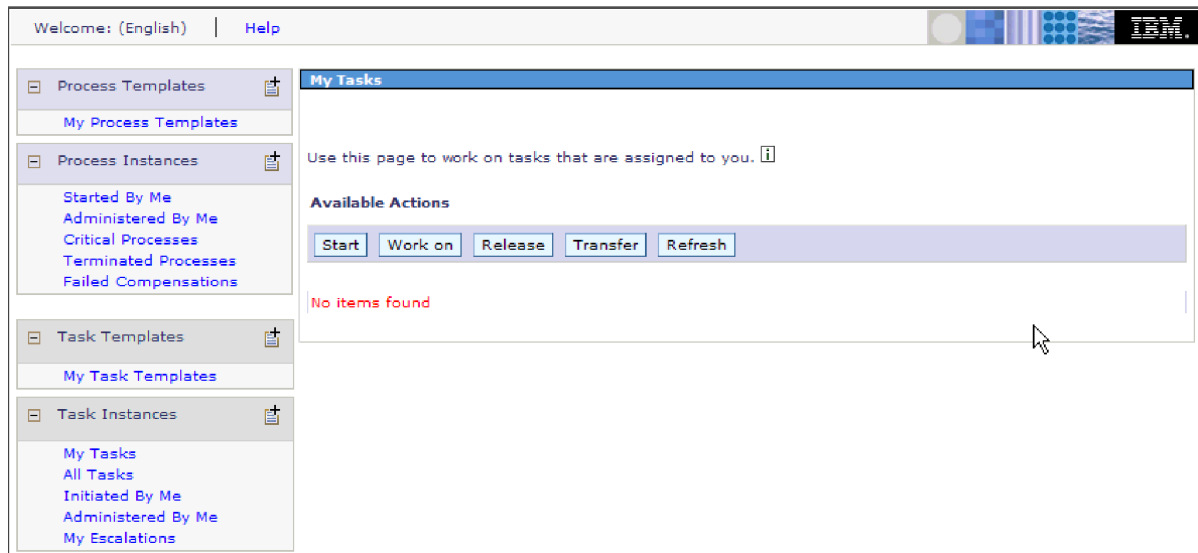 Welcome: (English) | Help
IBM.
Process Templates
My Process Templates
Process Instances
Started By Me
Administered By Me
Critical Processes
Terminated Processes
Failed Compensations
Task Templates
My Task Templates
Task Instances
My Tasks
All Tasks
Initiated By Me
Administered By Me
My Escalations
My Tasks
Use this page to work on tasks that are assigned to you. i
Available Actions
Start Work on Release Transfer Refresh
No items found